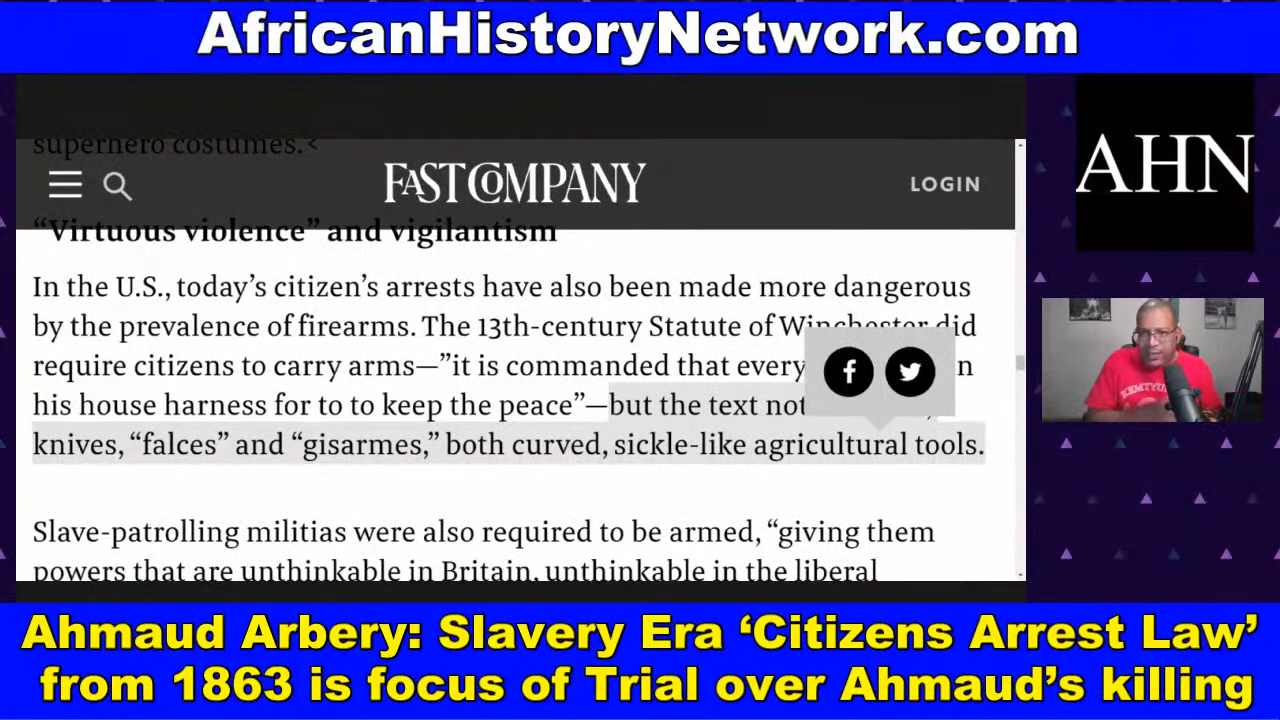 AfricanHistoryNetwork.com
superhero costumes.<
FAST COMPANY
LOGIN
AHN
“Virtuous violence” and vigilantism
In the U.S., today’s citizen’s arrests have also been made more dangerous
by the prevalence of firearms. The 13th-century Statute of Winchester did
require citizens to carry arms—”it is commanded that every n
his house harness for to to keep the peace”—but the text not
knives, “falces” and “gisarmes,” both curved, sickle-like agricultural tools.
Slave-patrolling militias were also required to be armed, “giving them
powers that are unthinkable in Britain, unthinkable in the liberal
Ahmaud Arbery: Slavery Era ‘Citizens Arrest Law’
from 1863 is focus of Trial over Ahmaud’s killing